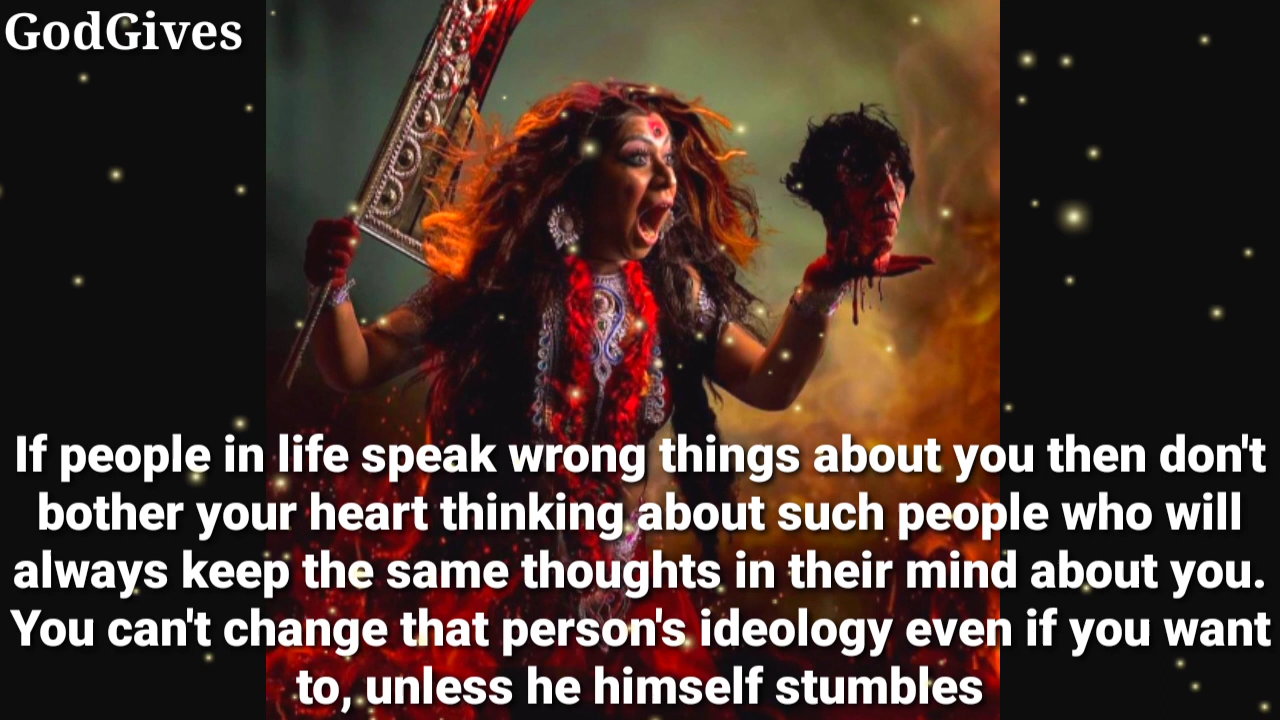 GodGives
If people in life speak wrong things about you then don't
bother your heart thinking about such people who will
always keep the same thoughts in their mind about you.
You can't change that person's ideology even if you want
to, unless he himself stumbles